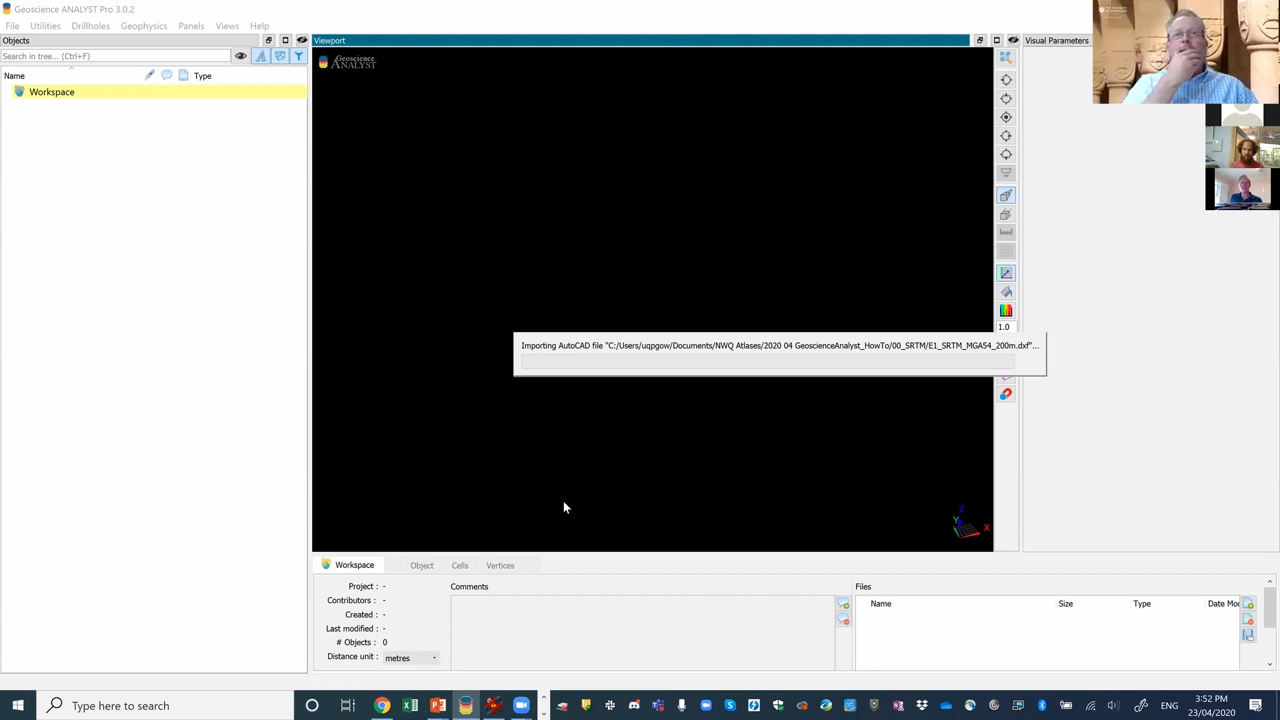 Geoscience ANALYST Pro 3.0.2
File Utilities Drillholes Geophysics Panels Views Help
Objects
Viewport
Visual Parameters
Search in tree... (Ctrl+F)
Geoscience
ANALYST
Name Type
Workspace
1.0
Importing AutoCAD file "C:/Users/uqpgow/Documents/NWQ Atlases/2020 04 GeoscienceAnalyst_HowTo/00_SRTM/E1_SRTM_MGA54_200m.dxf"...
Z
Y
X
Workspace Object Cells Vertices
Project : -
Contributors : -
Created : -
Last modified : -
# Objects : 0
Distance unit : metres
Comments
Files
Name Size Type Date Moc
Type here to search
ENG
3:52 PM
23/04/2020